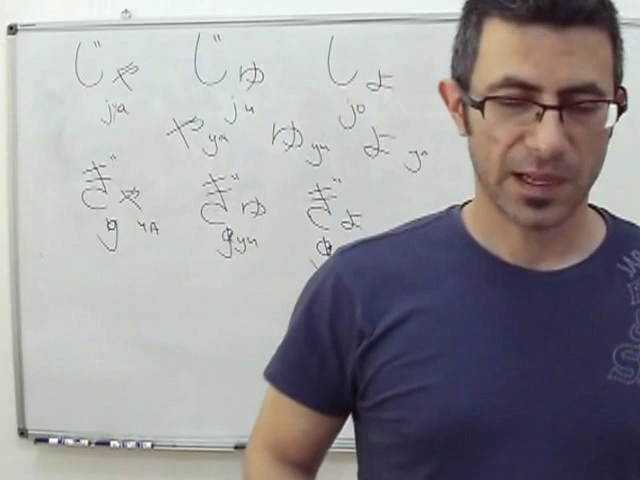 じゃ じゅ しょ
ja ju jo
や ya ゆ yu よ yo
ぎゃ ぎゅ ぎょ
gya gyu